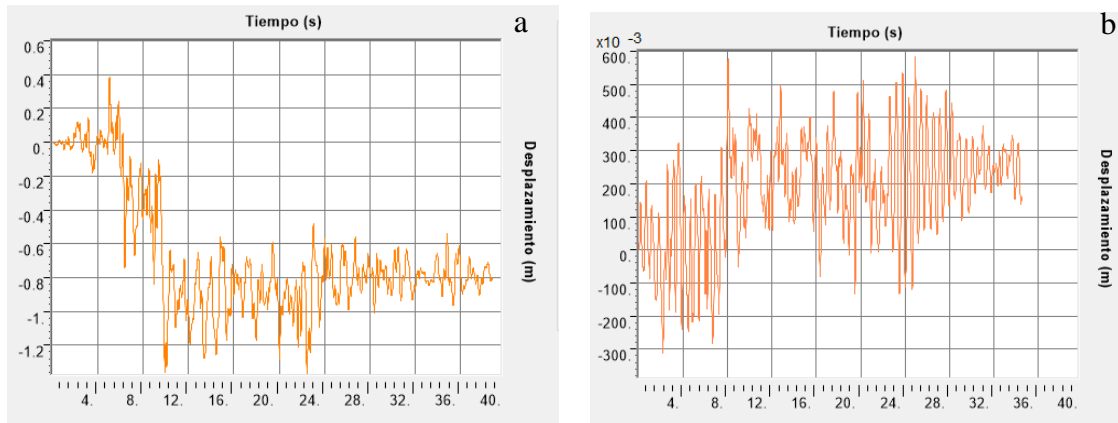 Tiempo (s)
a
0.6
0.4
0.2
0.
-0.2
-0.4
-0.6
-0.8
-1.
-1.2
Desplazamiento (m)
4. 8. 12. 16. 20. 24. 28. 32. 36. 40.
b
x10 -3
Tiempo (s)
600.
500.
400.
300.
200.
100.
0.
-100.
-200.
-300.
Desplazamiento (m)
4. 8. 12. 16. 20. 24. 28. 32. 36. 40.